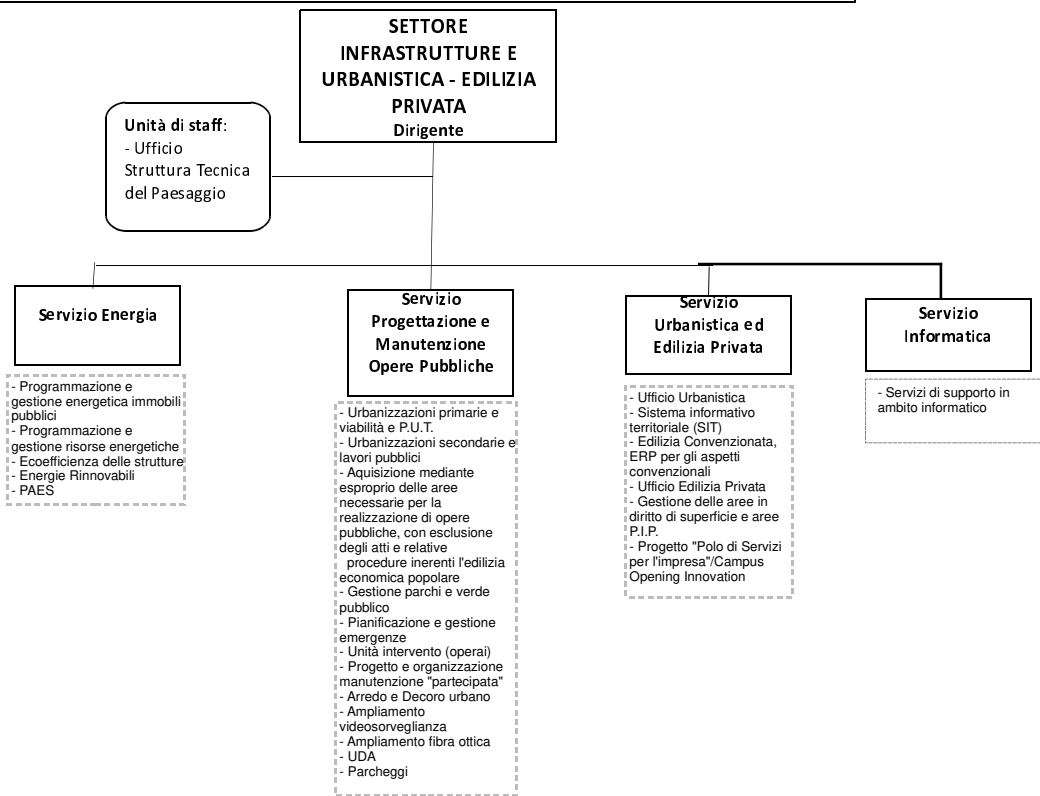 SETTORE
INFRASTRUTTURE E
URBANISTICA - EDILIZIA
PRIVATA
Dirigente
Unità di staff:
- Ufficio
Struttura Tecnica
del Paesaggio
Servizio Energia
- Programmazione e
gestione energetica immobili
pubblici
- Programmazione e
gestione risorse energetiche
- Ecoefficienza delle strutture
- Energie Rinnovabili
- PAES
Servizio
Progettazione e
Manutenzione
Opere Pubbliche
- Urbanizzazioni primarie e
viabilità e P.U.T.
- Urbanizzazioni secondarie e
lavori pubblici
- Aquisizione mediante
esproprio delle aree
necessarie per la
realizzazione di opere
pubbliche, con esclusione
degli atti e relative
procedure inerenti l'edilizia
economica popolare
- Gestione parchi e verde
pubblico
- Pianificazione e gestione
emergenze
- Unità intervento (operai)
- Progetto e organizzazione
manutenzione "partecipata"
- Arredo e Decoro urbano
- Ampliamento
videosorveglianza
- Ampliamento fibra ottica
- UDA
- Parcheggi
Servizio
Urbanistica ed
Edilizia Privata
- Ufficio Urbanistica
- Sistema informativo
territoriale (SIT)
- Edilizia Convenzionata,
ERP per gli aspetti
convenzionali
- Ufficio Edilizia Privata
- Gestione delle aree in
diritto di superficie e aree
P.I.P.
- Progetto "Polo di Servizi
per l'impresa"/Campus
Opening Innovation
Servizio
Informatica
- Servizi di supporto in
ambito informatico